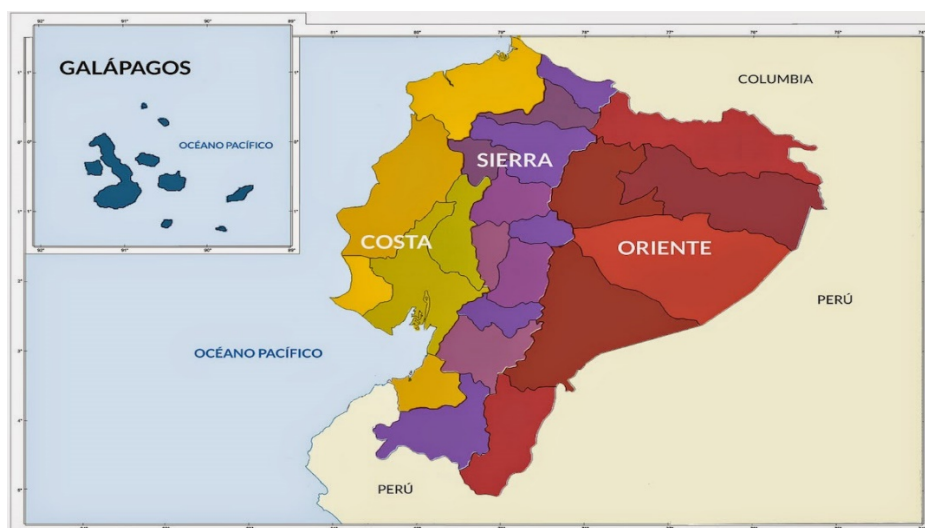 GALÁPAGOS
OCÉANO PACÍFICO
COLUMBIA
SIERRA
COSTA
ORIENTE
PERÚ
OCÉANO PACÍFICO
PERÚ